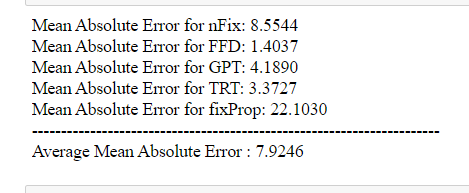 Mean Absolute Error for nFix: 8.5544
Mean Absolute Error for FFD: 1.4037
Mean Absolute Error for GPT: 4.1890
Mean Absolute Error for TRT: 3.3727
Mean Absolute Error for fixProp: 22.1030
--------------------------------------------------------------------------
Average Mean Absolute Error : 7.9246